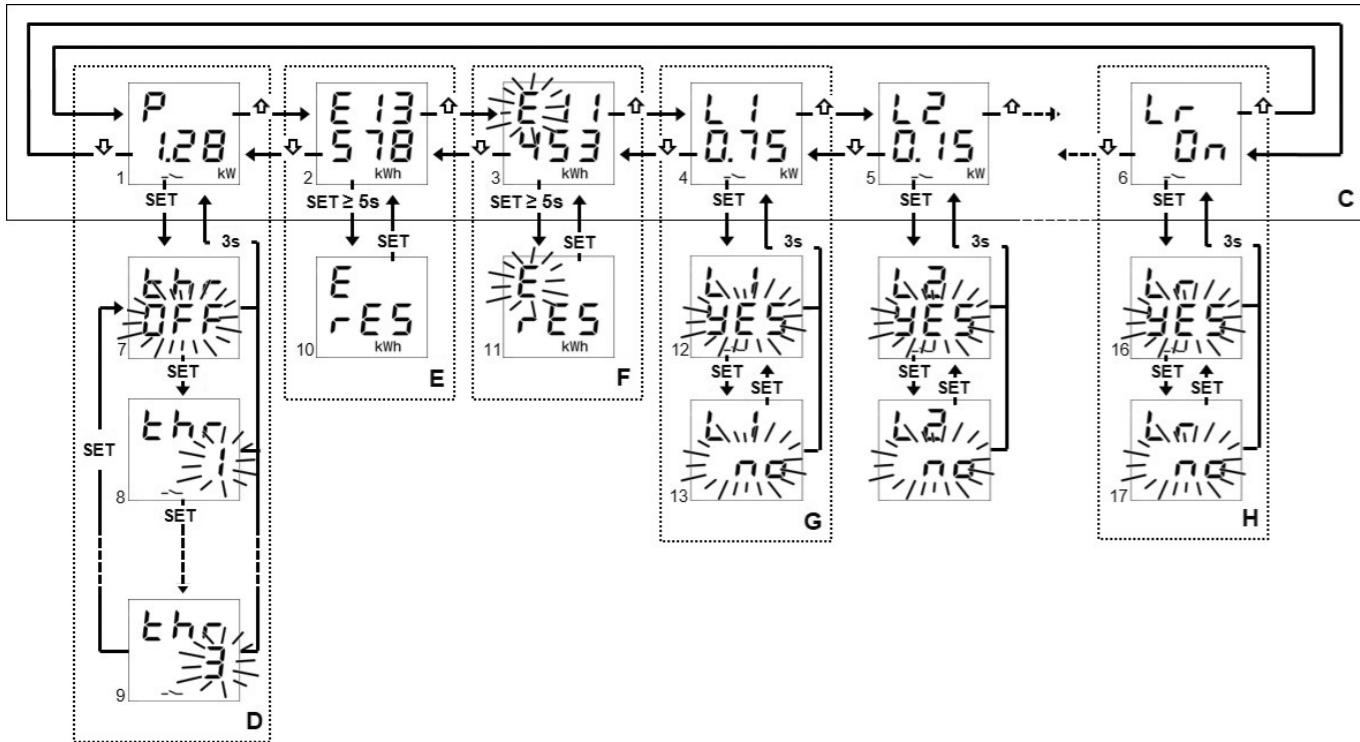 P
1.28
kW
1
SET
E 13
578
kWh
2
SET ≥ 5s
E 11
453
kWh
3
SET ≥ 5s
L1
0.75
kW
4
SET
L2
0.15
kW
5
SET
Lr
On
6
SET
C
3s
SET
SET
3s
3s
3s
thr
OFF
7
SET
E
rES
kWh
10
E
E
rES
kWh
11
F
L1
YES
12
SET SET
L2
YES
SET SET
Lr
YES
16
SET SET
SET
thr
1
8
SET
L1
no
13
G
L2
no
Lr
no
17
H
thr
3
9
D